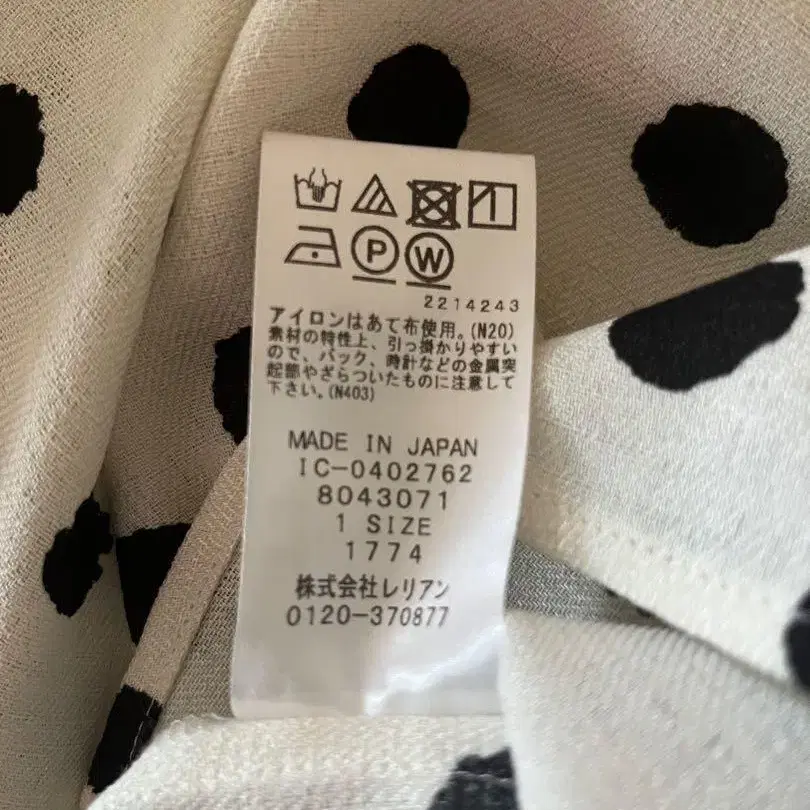 P W
2214243
アイロンはあて布使用。(N20)
素材の特性上、引っ掛かりやすい
ので、バック、時計などの金属突
起部やざらついたものに注意して
下さい。(N403)
MADE IN JAPAN
IC-0402762
8043071
1 SIZE
1774
株式会社レリアン
0120-370877